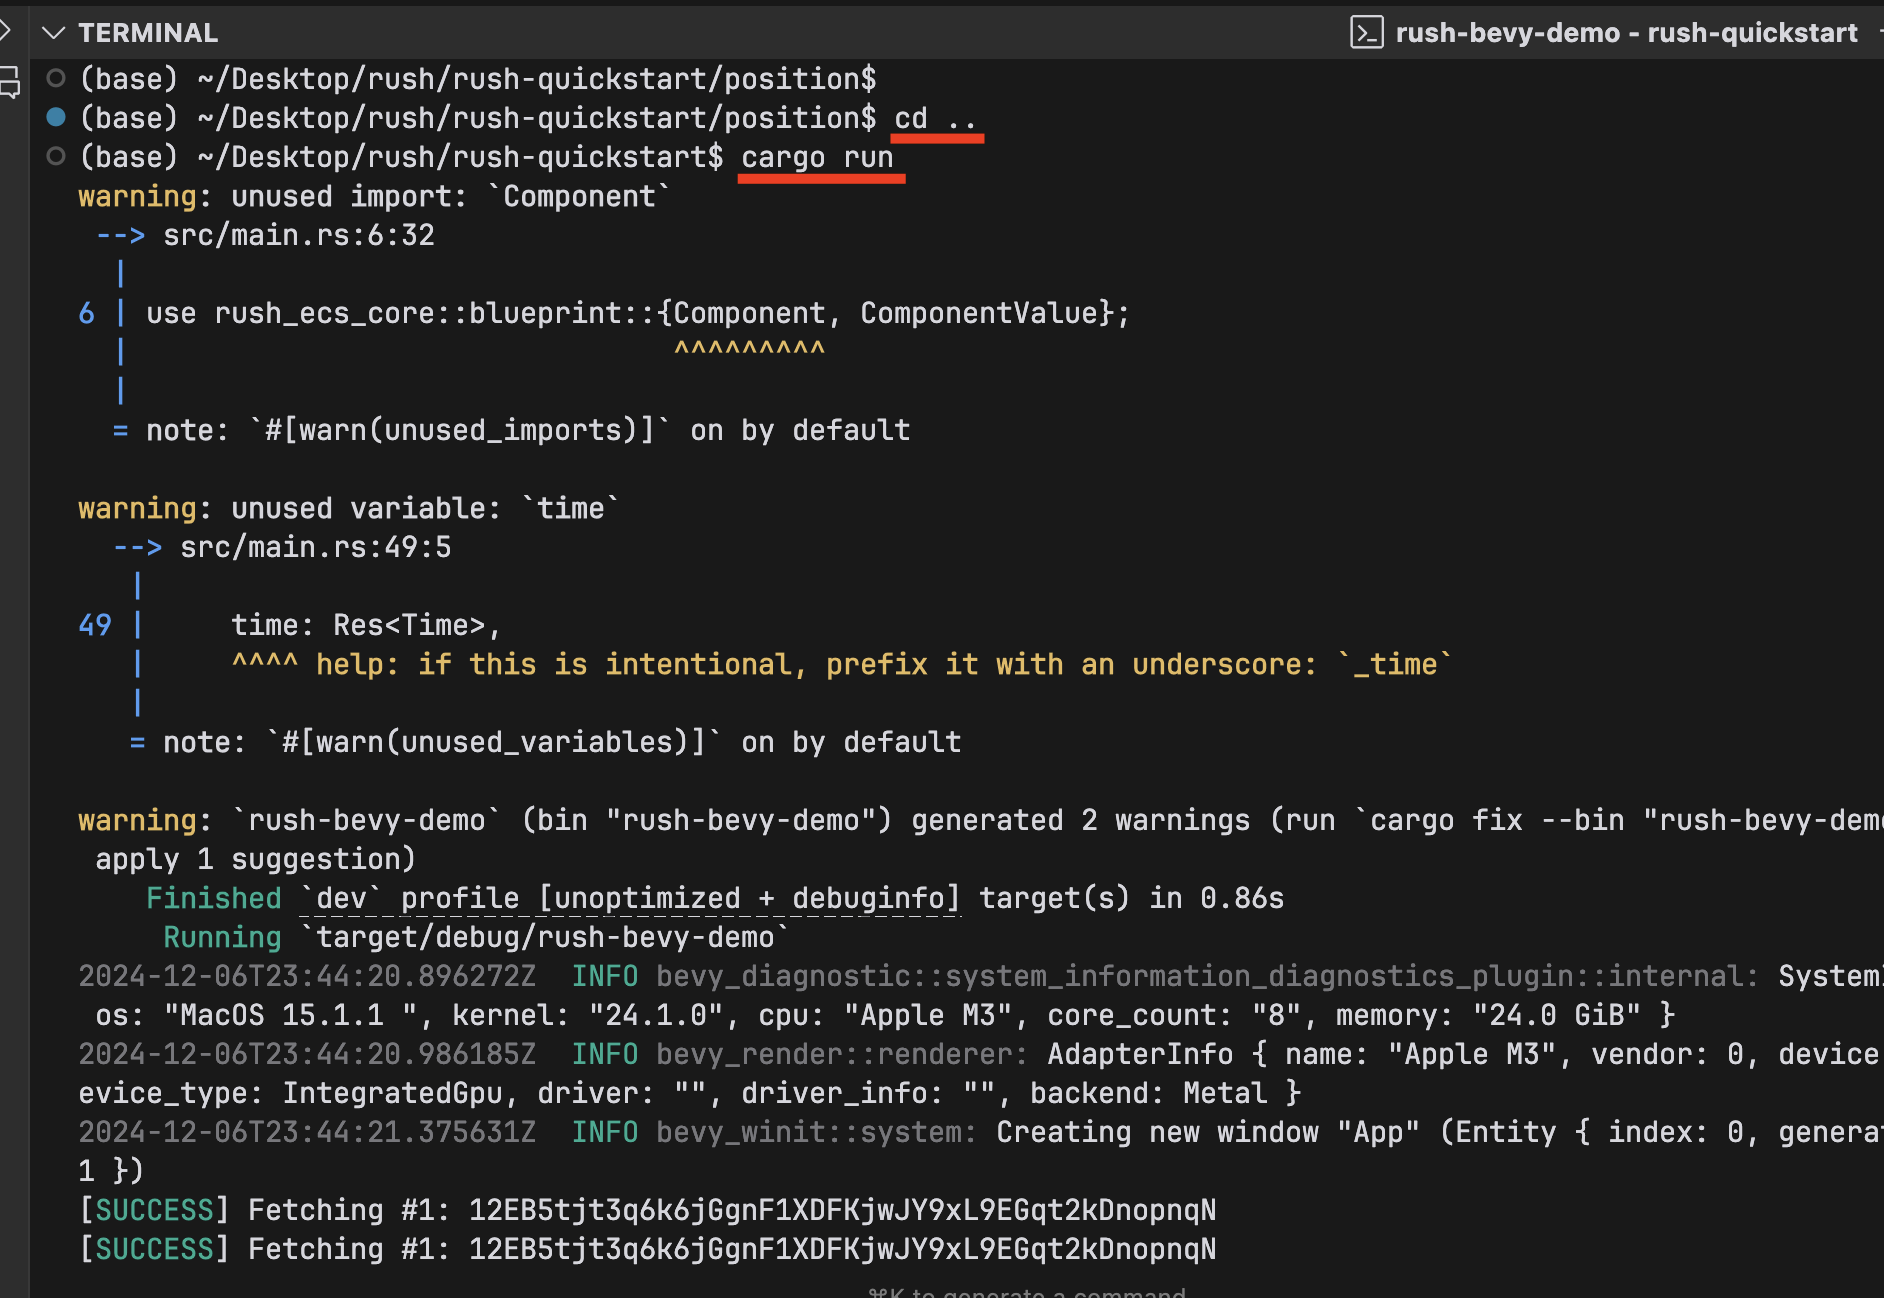 TERMINAL
rush-bevy-demo - rush-quickstart
(base) ~/Desktop/rush/rush-quickstart/position$
(base) ~/Desktop/rush/rush-quickstart/position$ cd ..
(base) ~/Desktop/rush/rush-quickstart$ cargo run
warning: unused import: `Component`
 --> src/main.rs:6:32
  |
6 | use rush_ecs_core::blueprint::{Component, ComponentValue};
  |                                ^^^^^^^^^
  |
  = note: `#[warn(unused_imports)]` on by default
warning: unused variable: `time`
  --> src/main.rs:49:5
   |
49 |     time: Res<Time>,
   |     ^^^^ help: if this is intentional, prefix it with an underscore: `_time`
   |
   = note: `#[warn(unused_variables)]` on by default
warning: `rush-bevy-demo` (bin "rush-bevy-demo") generated 2 warnings (run `cargo fix --bin "rush-bevy-dem
 apply 1 suggestion)
    Finished `dev` profile [unoptimized + debuginfo] target(s) in 0.86s
     Running `target/debug/rush-bevy-demo`
2024-12-06T23:44:20.896272Z  INFO bevy_diagnostic::system_information_diagnostics_plugin::internal: System
 os: "MacOS 15.1.1 ", kernel: "24.1.0", cpu: "Apple M3", core_count: "8", memory: "24.0 GiB" }
2024-12-06T23:44:20.986185Z  INFO bevy_render::renderer: AdapterInfo { name: "Apple M3", vendor: 0, device
evice_type: IntegratedGpu, driver: "", driver_info: "", backend: Metal }
2024-12-06T23:44:21.375631Z  INFO bevy_winit::system: Creating new window "App" (Entity { index: 0, genera
1 })
[SUCCESS] Fetching #1: 12EB5tjt3q6k6jGgnF1XDFKjwJY9xL9EGqt2kDnopnqN
[SUCCESS] Fetching #1: 12EB5tjt3q6k6jGgnF1XDFKjwJY9xL9EGqt2kDnopnqN
⌘K to generate a command